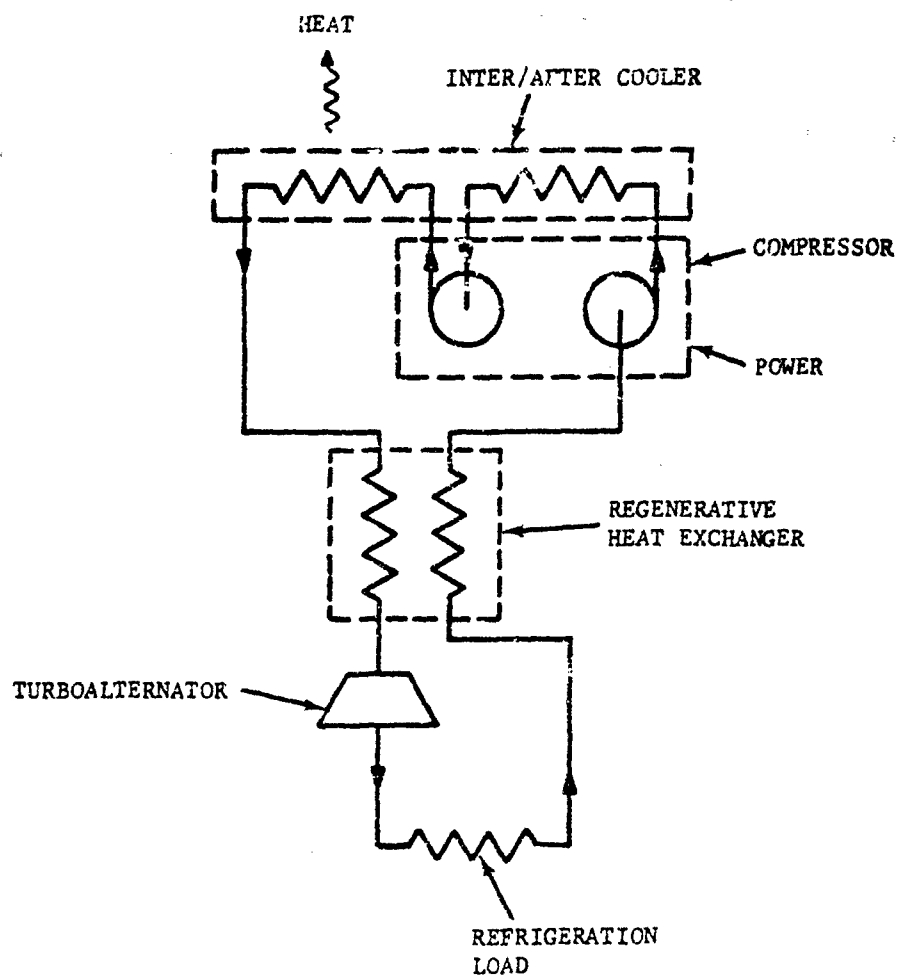 HEAT
INTER/AFTER COOLER
COMPRESSOR
POWER
REGENERATIVE
HEAT EXCHANGER
TURBOALTERNATOR
REFRIGERATION
LOAD